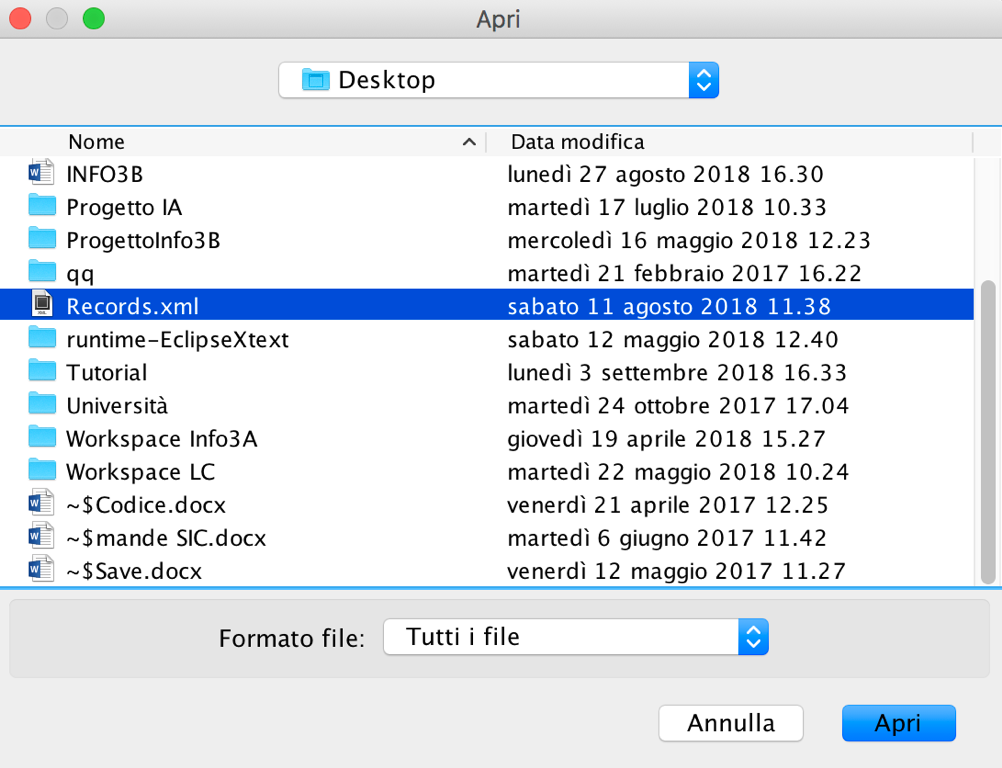 Apri
Desktop
Nome Data modifica
INFO3B lunedì 27 agosto 2018 16.30
Progetto IA martedì 17 luglio 2018 10.33
ProgettoInfo3B mercoledì 16 maggio 2018 12.23
qq martedì 21 febbraio 2017 16.22
Records.xml sabato 11 agosto 2018 11.38
runtime-EclipseXtext sabato 12 maggio 2018 12.40
Tutorial lunedì 3 settembre 2018 16.33
Università martedì 24 ottobre 2017 17.04
Workspace Info3A giovedì 19 aprile 2018 15.27
Workspace LC martedì 22 maggio 2018 10.24
~$Codice.docx venerdì 21 aprile 2017 12.25
~$mande SIC.docx martedì 6 giugno 2017 11.42
~$Save.docx venerdì 12 maggio 2017 11.27
Formato file: Tutti i file
Annulla Apri